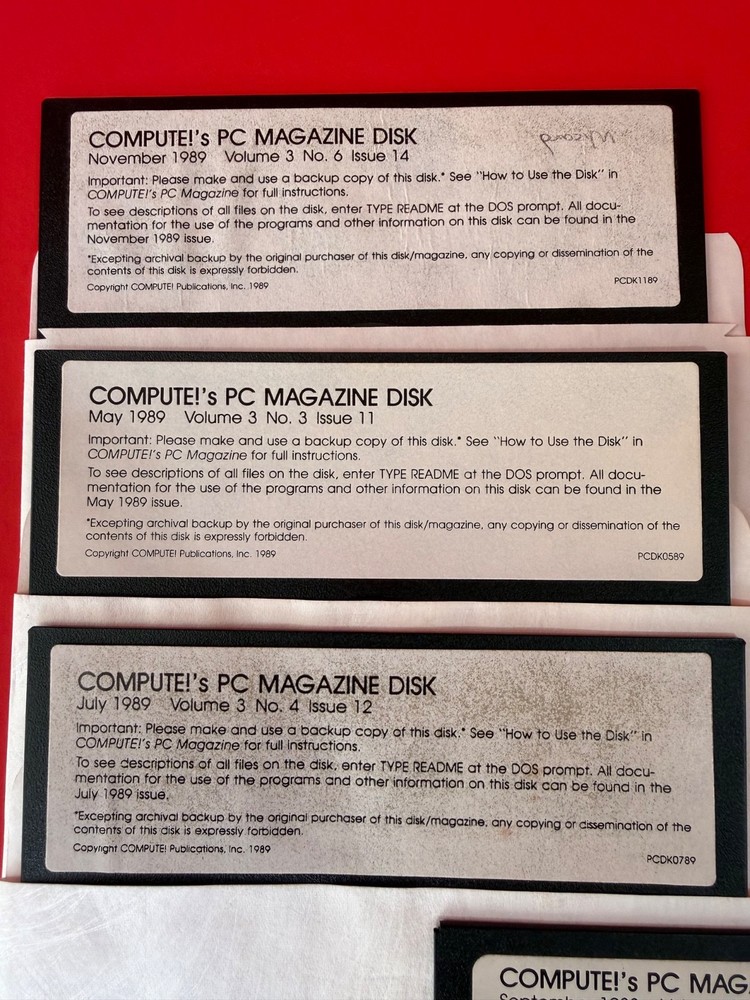 COMPUTE!'s PC MAGAZINE DISK
November 1989 Volume 3 No. 6 Issue 14
Important: Please make and use a backup copy of this disk.* See "How to Use the Disk" in
COMPUTE!'s PC Magazine for full instructions.
To see descriptions of all files on the disk, enter TYPE README at the DOS prompt. All docu-
mentation for the use of the programs and other information on this disk can be found in the
November 1989 issue.
*Excepting archival backup by the original purchaser of this disk/magazine, any copying or dissemination of the
contents of this disk is expressly forbidden.
Copyright COMPUTE! Publications, Inc. 1989
PCDK1189
COMPUTE!'s PC MAGAZINE DISK
May 1989 Volume 3 No. 3 Issue 11
Important: Please make and use a backup copy of this disk.* See "How to Use the Disk" in
COMPUTE!'s PC Magazine for full instructions.
To see descriptions of all files on the disk, enter TYPE README at the DOS prompt. All docu-
mentation for the use of the programs and other information on this disk can be found in the
May 1989 issue.
*Excepting archival backup by the original purchaser of this disk/magazine, any copying or dissemination of the
contents of this disk is expressly forbidden.
Copyright COMPUTE! Publications, Inc. 1989
PCDK0589
COMPUTE!'s PC MAGAZINE DISK
July 1989 Volume 3 No. 4 Issue 12
Important: Please make and use a backup copy of this disk.* See "How to Use the Disk" in
COMPUTE!'s PC Magazine for full instructions.
To see descriptions of all files on the disk, enter TYPE README at the DOS prompt. All docu-
mentation for the use of the programs and other information on this disk can be found in the
July 1989 issue.
*Excepting archival backup by the original purchaser of this disk/magazine, any copying or dissemination of the
contents of this disk is expressly forbidden.
Copyright COMPUTE! Publications, Inc. 1989
PCDK0789
COMPUTE!'s PC MAG